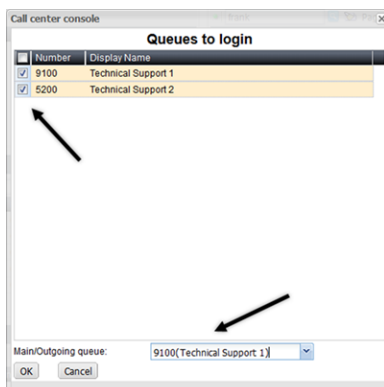 Call center console
Queues to login
Number Display Name
9100 Technical Support 1
5200 Technical Support 2
Main/Outgoing queue: 9100(Technical Support 1)
OK Cancel